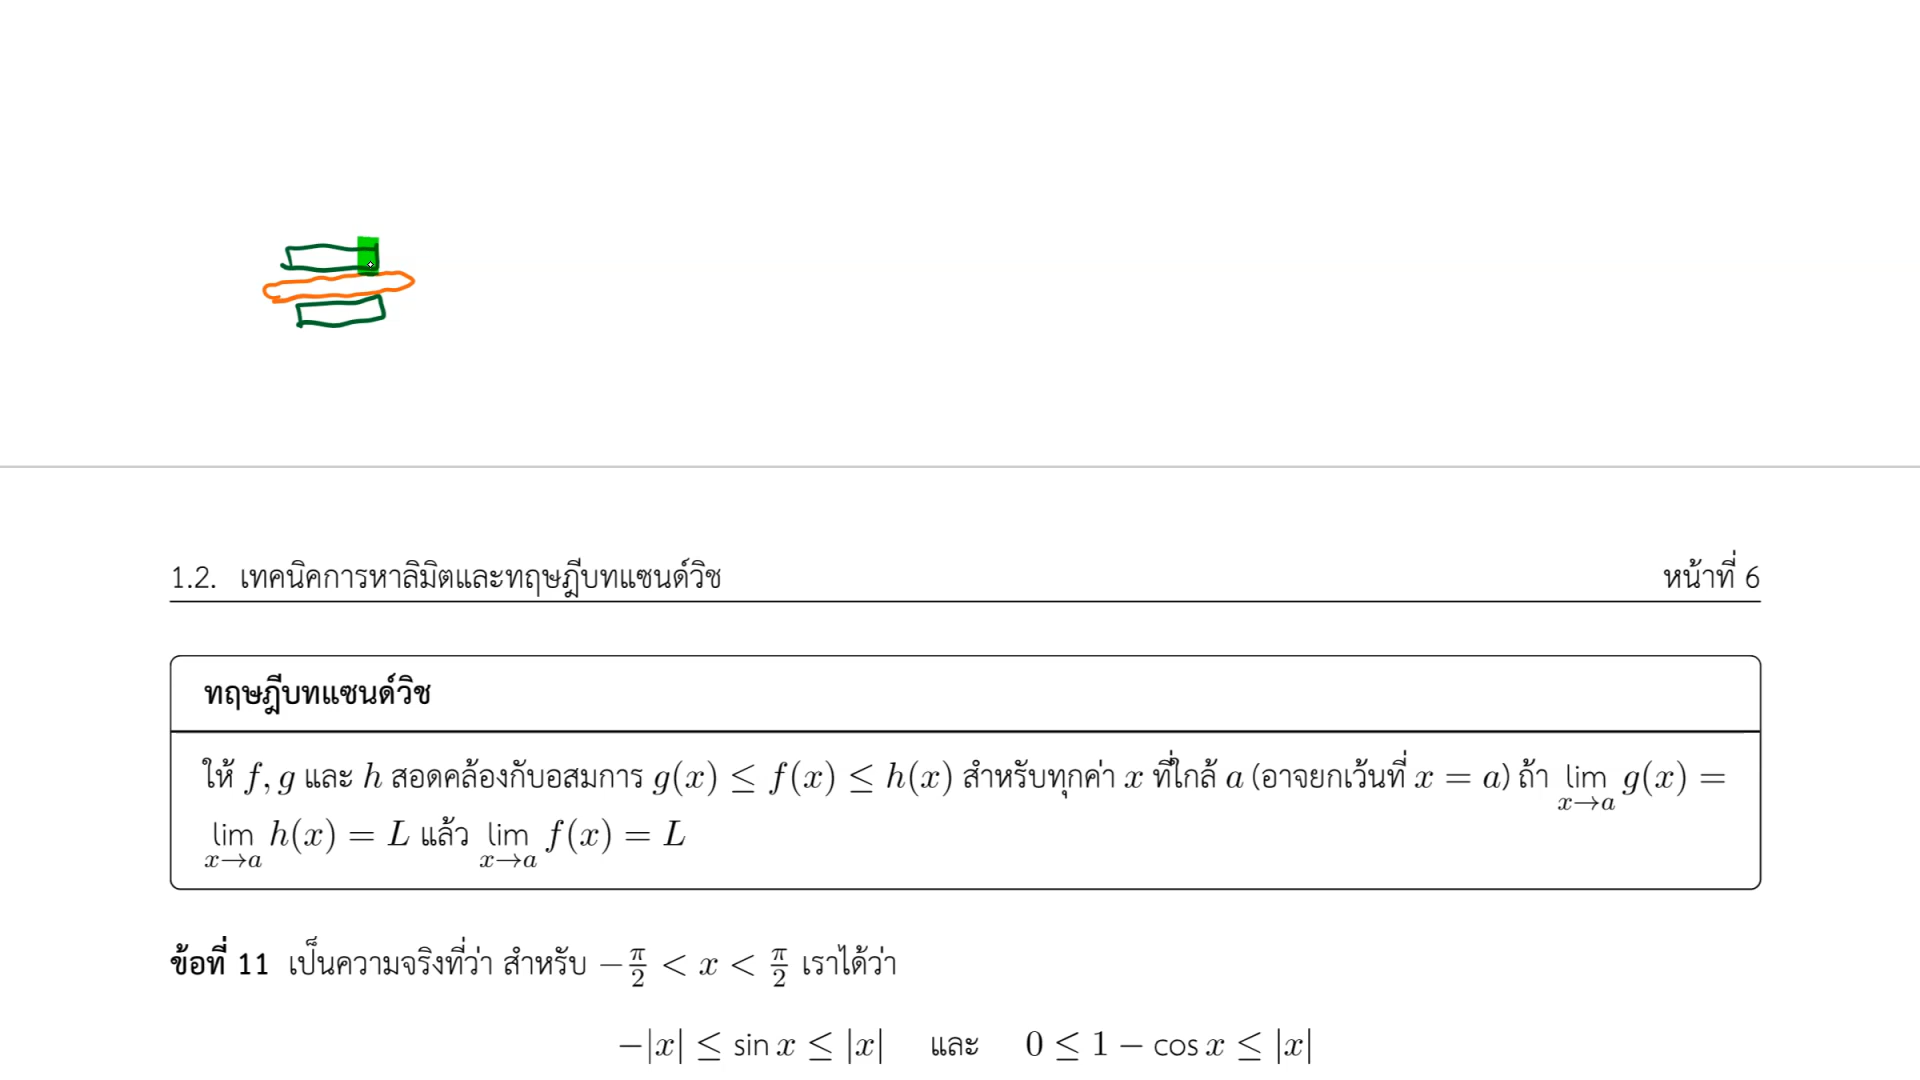 1.2. เทคนิคการหาลิมิตและทฤษฎีบทแซนด์วิช หน้าที่ 6
ทฤษฎีบทแซนด์วิช
ให้ f, g และ h สอดคล้องกับอสมการ g(x) ≤ f(x) ≤ h(x) สำหรับทุกค่า x ที่ใกล้ a (อาจยกเว้นที่ x = a) ถ้า lim x→a g(x) =
lim x→a h(x) = L แล้ว lim x→a f(x) = L
ข้อที่ 11 เป็นความจริงที่ว่า สำหรับ −π/2 < x < π/2 เราได้ว่า
−|x| ≤ sin x ≤ |x| และ 0 ≤ 1 − cos x ≤ |x|